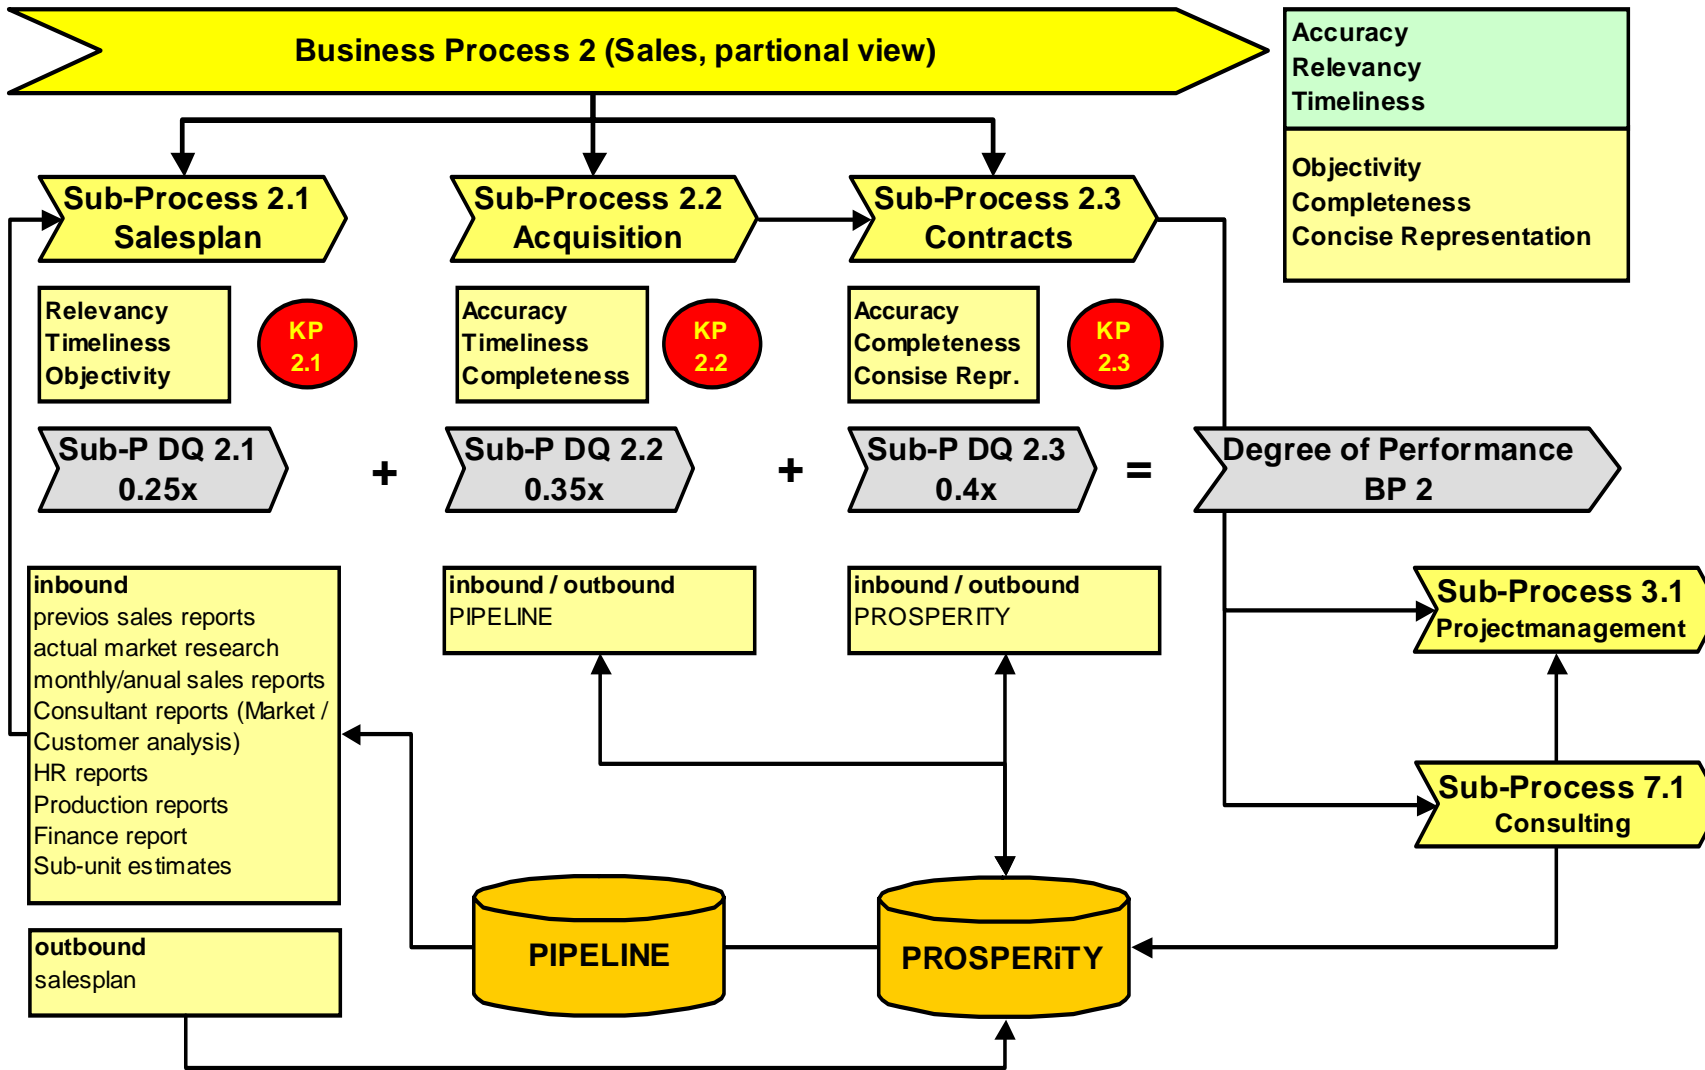 Business Process 2 (Sales, partional view)
Accuracy
Relevancy
Timeliness
Objectivity
Completeness
Concise Representation
Sub-Process 2.1
Salesplan
Sub-Process 2.2
Acquisition
Sub-Process 2.3
Contracts
Relevancy
Timeliness
Objectivity
KP
2.1
Accuracy
Timeliness
Completeness
KP
2.2
Accuracy
Completeness
Consise Repr.
KP
2.3
Sub-P DQ 2.1
0.25x
+
Sub-P DQ 2.2
0.35x
+
Sub-P DQ 2.3
0.4x
=
Degree of Performance
BP 2
inbound
previos sales reports
actual market research
monthly/anual sales reports
Consultant reports (Market /
Customer analysis)
HR reports
Production reports
Finance report
Sub-unit estimates
inbound / outbound
PIPELINE
inbound / outbound
PROSPERITY
Sub-Process 3.1
Projectmanagement
Sub-Process 7.1
Consulting
outbound
salesplan
PIPELINE
PROSPERiTY